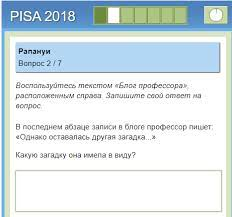 PISA 2018
Рапануи
Вопрос 2 / 7
Воспользуйтесь текстом «Блог профессора»,
расположенным справа. Запишите свой ответ на
вопрос.
В последнем абзаце записи в блоге профессор пишет:
«Однако оставалась другая загадка...»
Какую загадку она имела в виду?